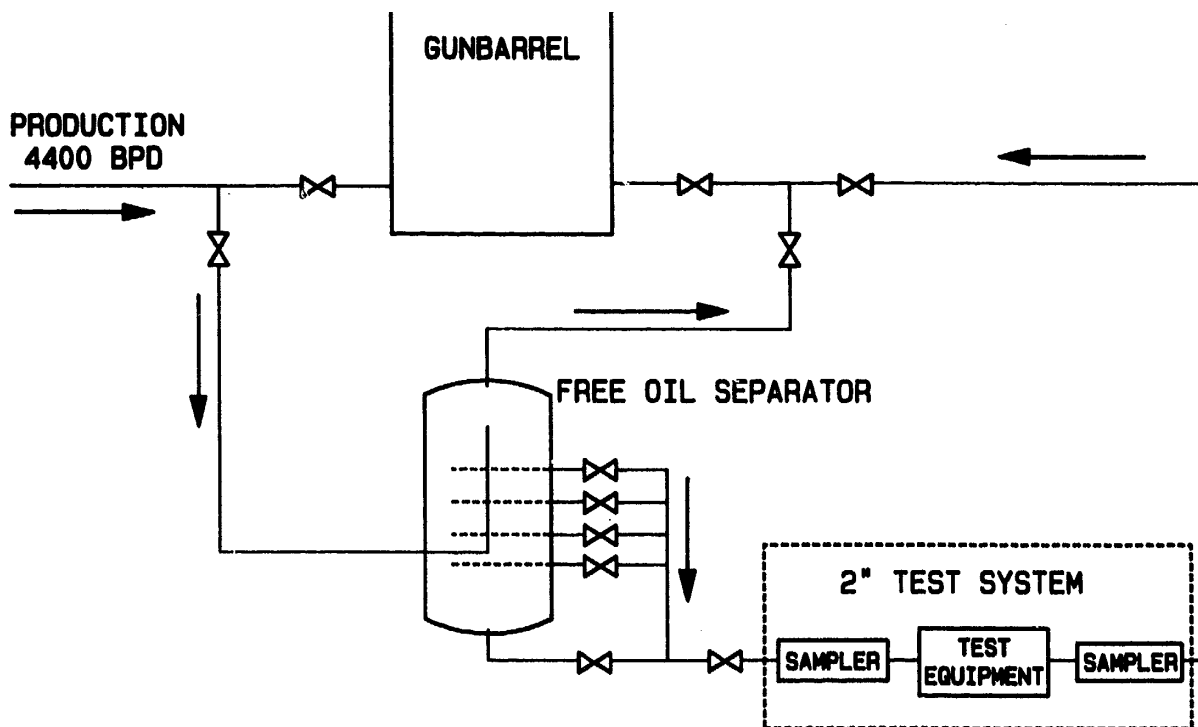 GUNBARREL
PRODUCTION
4400 BPD
FREE OIL SEPARATOR
2" TEST SYSTEM
SAMPLER
TEST
EQUIPMENT
SAMPLER